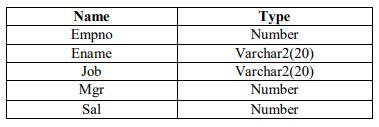 Name Type
Empno Number
Ename Varchar2(20)
Job Varchar2(20)
Mgr Number
Sal Number